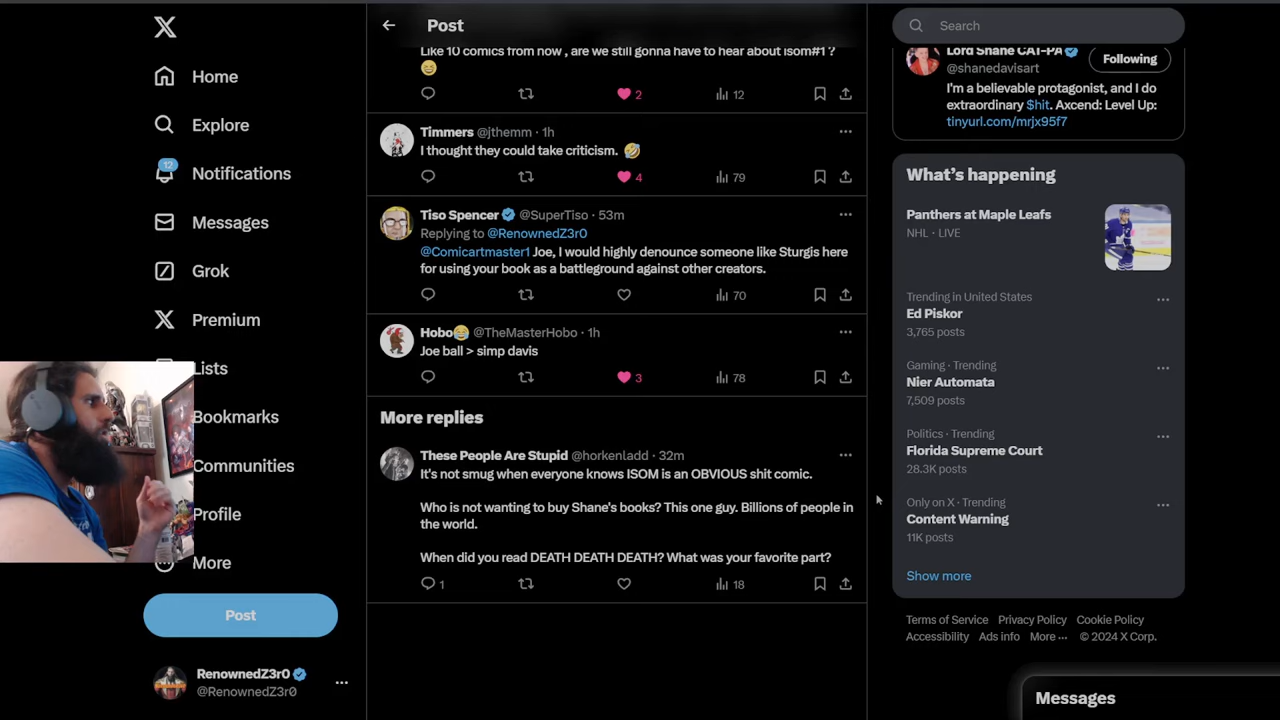 Home
Explore
12
Notifications
Messages
Grok
Premium
Lists
Bookmarks
Communities
Profile
More
Post
RenownedZ3r0
@RenownedZ3r0
Post
Like 10 comics from now , are we still gonna have to hear about isom#1 ?
😅
2
12
Timmers @jthemm · 1h
I thought they could take criticism. 🤣
4
79
Tiso Spencer @SuperTiso · 53m
Replying to @RenownedZ3r0
@Comicartmaster1 Joe, I would highly denounce someone like Sturgis here
for using your book as a battleground against other creators.
70
Hobo😂 @TheMasterHobo · 1h
Joe ball > simp davis
3
78
More replies
These People Are Stupid @horkenladd · 32m
It's not smug when everyone knows ISOM is an OBVIOUS shit comic.
Who is not wanting to buy Shane's books? This one guy. Billions of people in
the world.
When did you read DEATH DEATH DEATH? What was your favorite part?
1
18
Search
Lord Shane CAT-PA
Following
@shanedavisart
I'm a believable protagonist, and I do
extraordinary $hit. Axcend: Level Up:
tinyurl.com/mrjx95f7
What's happening
Panthers at Maple Leafs
NHL · LIVE
Trending in United States
Ed Piskor
3,765 posts
Gaming · Trending
Nier Automata
7,509 posts
Politics · Trending
Florida Supreme Court
28.3K posts
Only on X · Trending
Content Warning
11K posts
Show more
Terms of Service Privacy Policy Cookie Policy
Accessibility Ads info More ··· © 2024 X Corp.
Messages